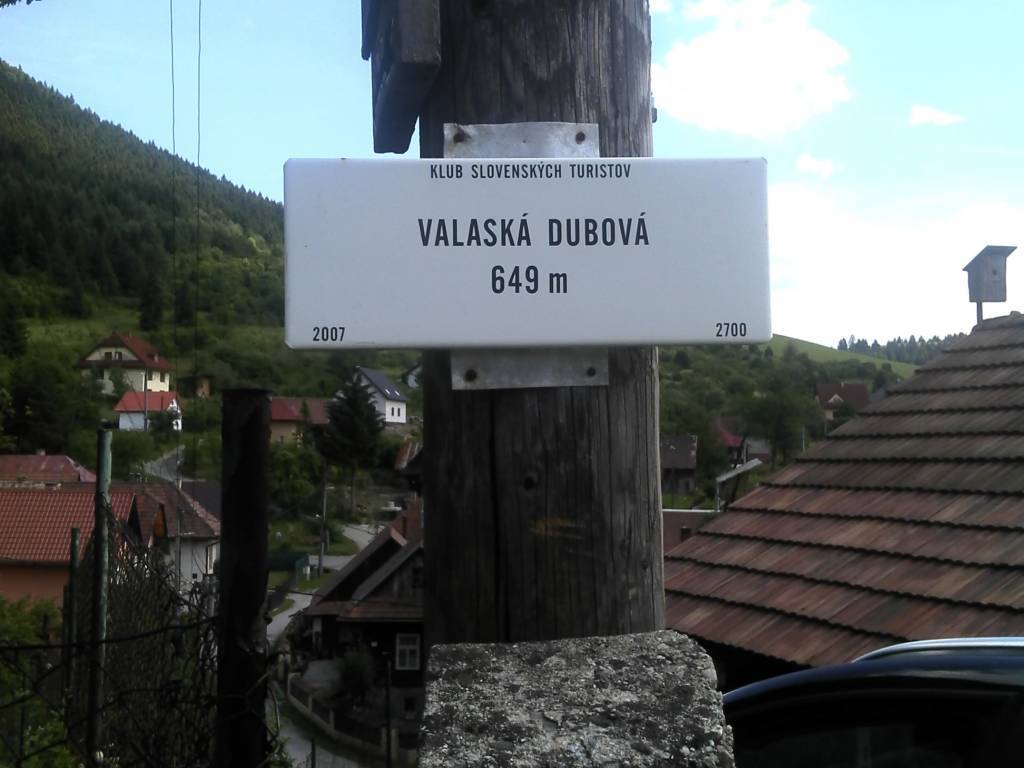 KLUB SLOVENSKÝCH TURISTOV
VALASKÁ DUBOVÁ
649 m
2007 2700